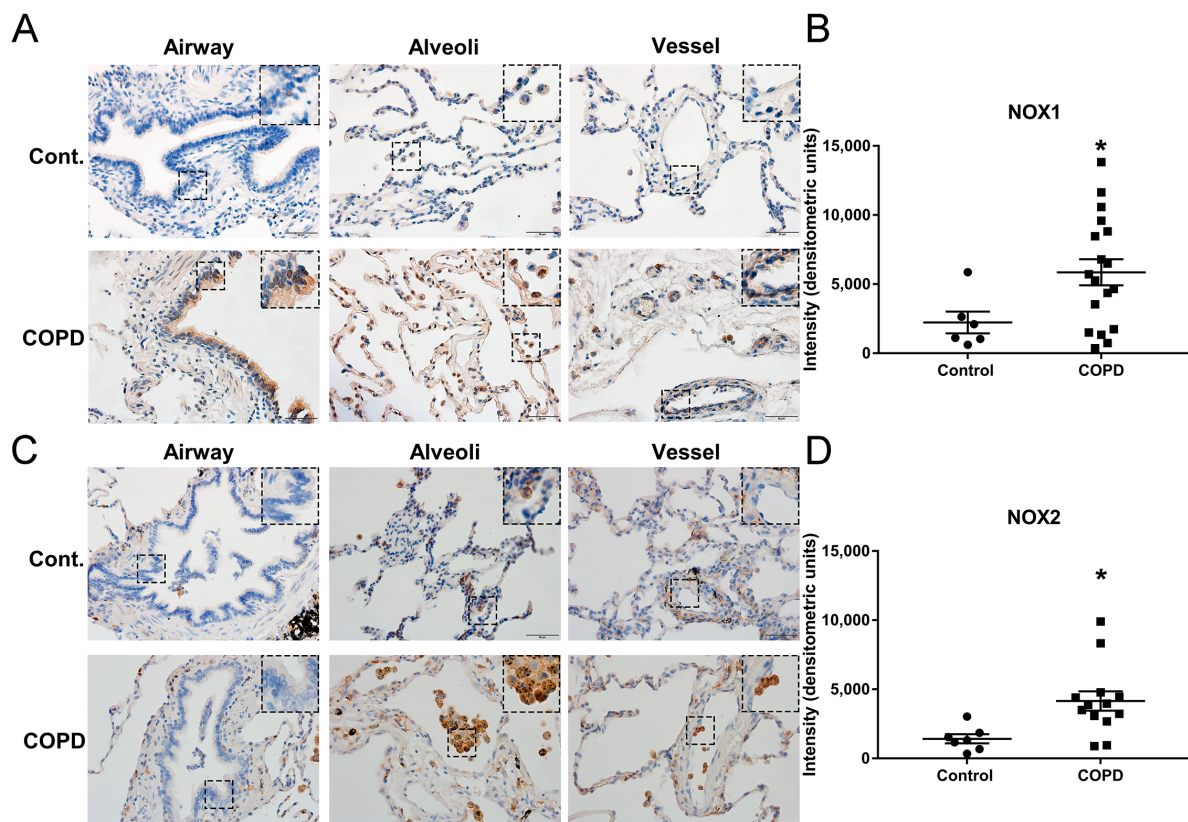 A
Airway
Alveoli
Vessel
Cont.
COPD
B
NOX1
*
Intensity (densitometric units)
15,000
10,000
5,000
0
Control
COPD
C
Airway
Alveoli
Vessel
Cont.
COPD
D
NOX2
*
Intensity (densitometric units)
15,000
10,000
5,000
0
Control
COPD